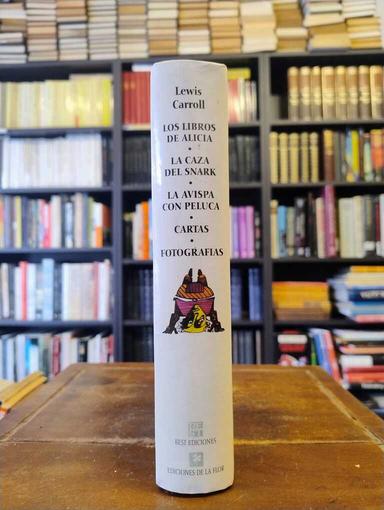 Lewis
Carroll
LOS LIBROS
DE ALICIA
•
LA CAZA
DEL SNARK
•
LA AVISPA
CON PELUCA
•
CARTAS
•
FOTOGRAFIAS
BEST EDICIONES
EDICIONES DE LA FLOR